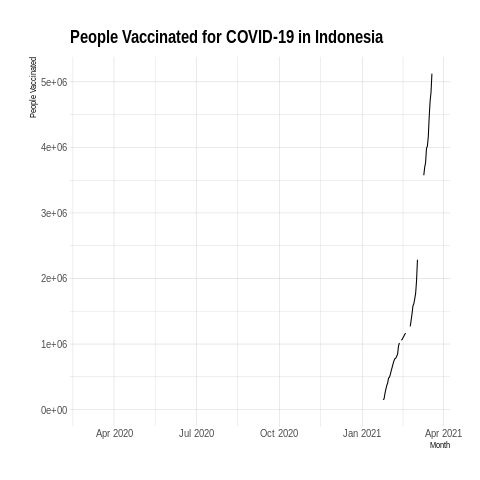 People Vaccinated for COVID-19 in Indonesia
People Vaccinated
5e+06
4e+06
3e+06
2e+06
1e+06
0e+00
Apr 2020
Jul 2020
Oct 2020
Jan 2021
Apr 2021
Month